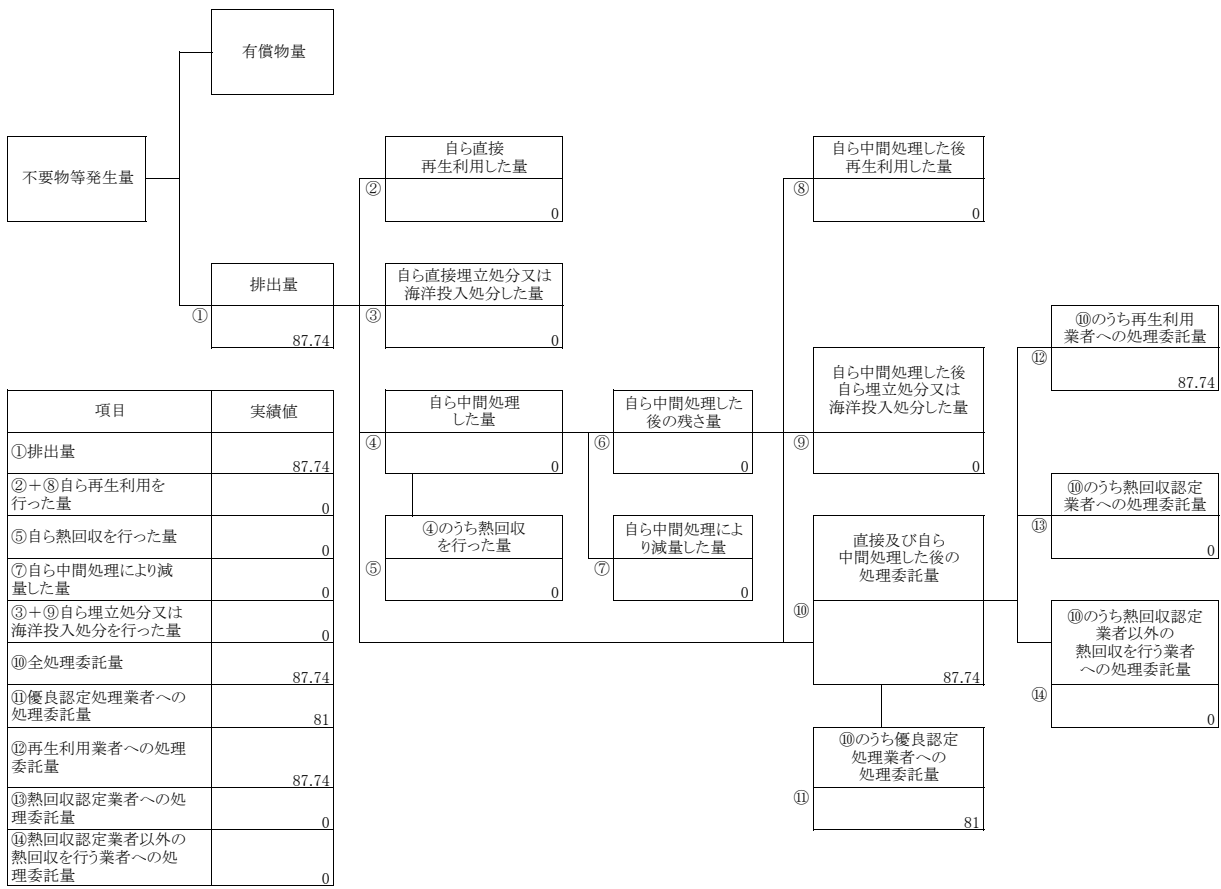 有償物量
不要物等発生量
自ら直接
再生利用した量
②
0
自ら中間処理した後
再生利用した量
⑧
0
排出量
①
87.74
自ら直接埋立処分又は
海洋投入処分した量
③
0
⑩のうち再生利用
業者への処理委託量
⑫
87.74
自ら中間処理
した量
④
0
自ら中間処理した
後の残さ量
⑥
0
自ら中間処理した後
自ら埋立処分又は
海洋投入処分した量
⑨
0
⑩のうち熱回収認定
業者への処理委託量
⑬
0
④のうち熱回収
を行った量
⑤
0
自ら中間処理によ
り減量した量
⑦
0
直接及び自ら
中間処理した後の
処理委託量
⑩
87.74
⑩のうち熱回収認定
業者以外の
熱回収を行う業者
への処理委託量
⑭
0
⑩のうち優良認定
処理業者への
処理委託量
⑪
81
項目 実績値
①排出量 87.74
②+⑧自ら再生利用を
行った量 0
⑤自ら熱回収を行った量 0
⑦自ら中間処理により減
量した量 0
③+⑨自ら埋立処分又は
海洋投入処分を行った量 0
⑩全処理委託量 87.74
⑪優良認定処理業者への
処理委託量 81
⑫再生利用業者への処理
委託量 87.74
⑬熱回収認定業者への処
理委託量 0
⑭熱回収認定業者以外の
熱回収を行う業者への処
理委託量 0